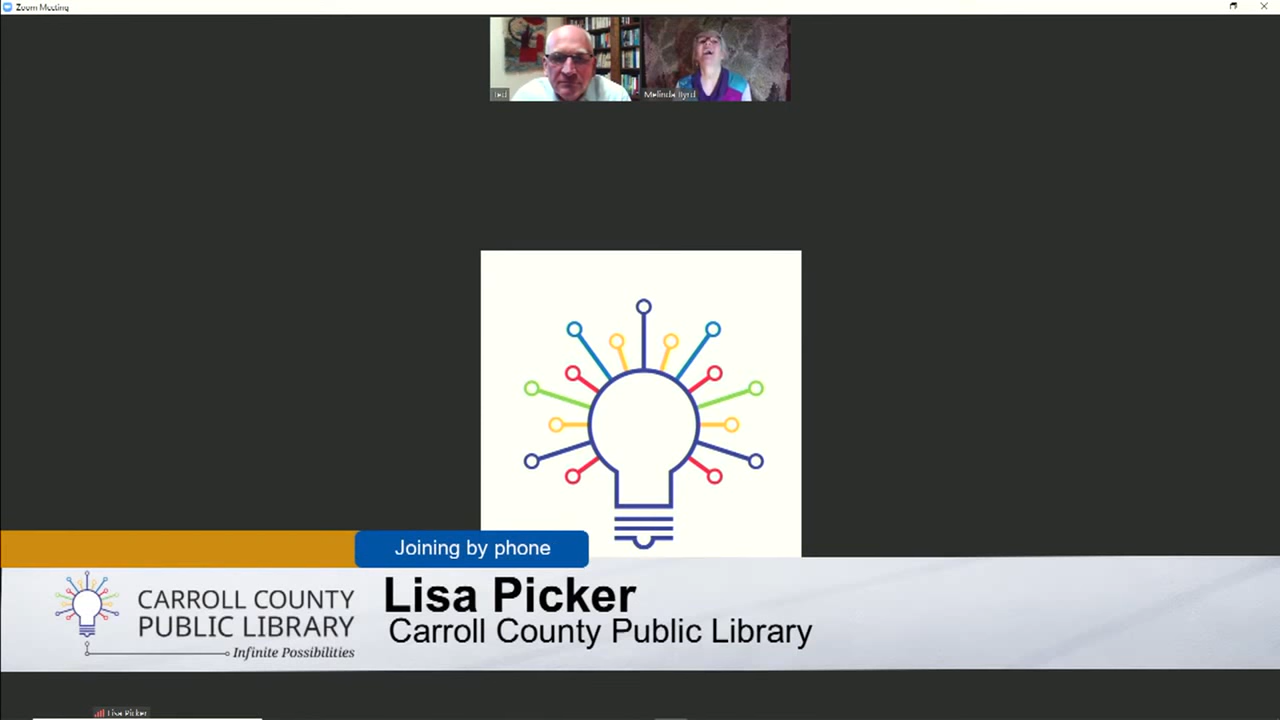 Zoom Meeting
Ted
Melinda Byrd
Joining by phone
Lisa Picker
Carroll County Public Library
CARROLL COUNTY
PUBLIC LIBRARY
Infinite Possibilities
Lisa Picker